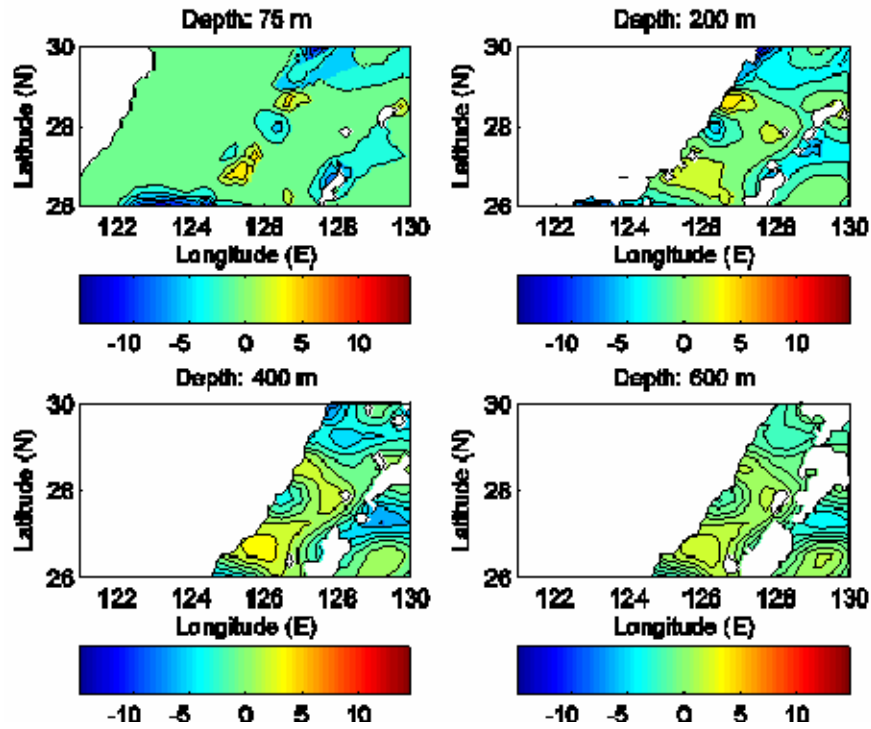 Depth: 75 m
Depth: 200 m
30
28
26
Latitude (N)
122 124 126 128 130
Longitude (E)
30
28
26
Latitude (N)
122 124 126 128 130
Longitude (E)
-10 -5 0 5 10
-10 -5 0 5 10
Depth: 400 m
Depth: 600 m
30
28
26
Latitude (N)
122 124 126 128 130
Longitude (E)
30
28
26
Latitude (N)
122 124 126 128 130
Longitude (E)
-10 -5 0 5 10
-10 -5 0 5 10